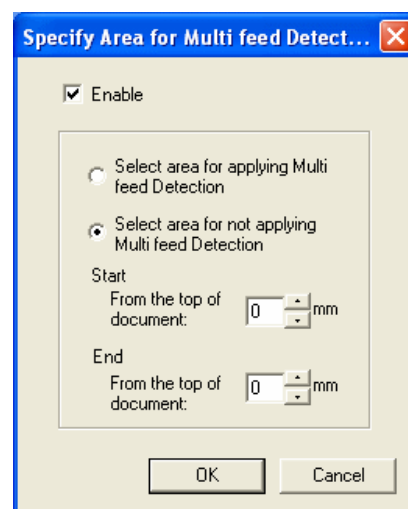 Specify Area for Multi feed Detect...
Enable
Select area for applying Multi
feed Detection
Select area for not applying
Multi feed Detection
Start
From the top of
document:
0 mm
End
From the top of
document:
0 mm
OK
Cancel